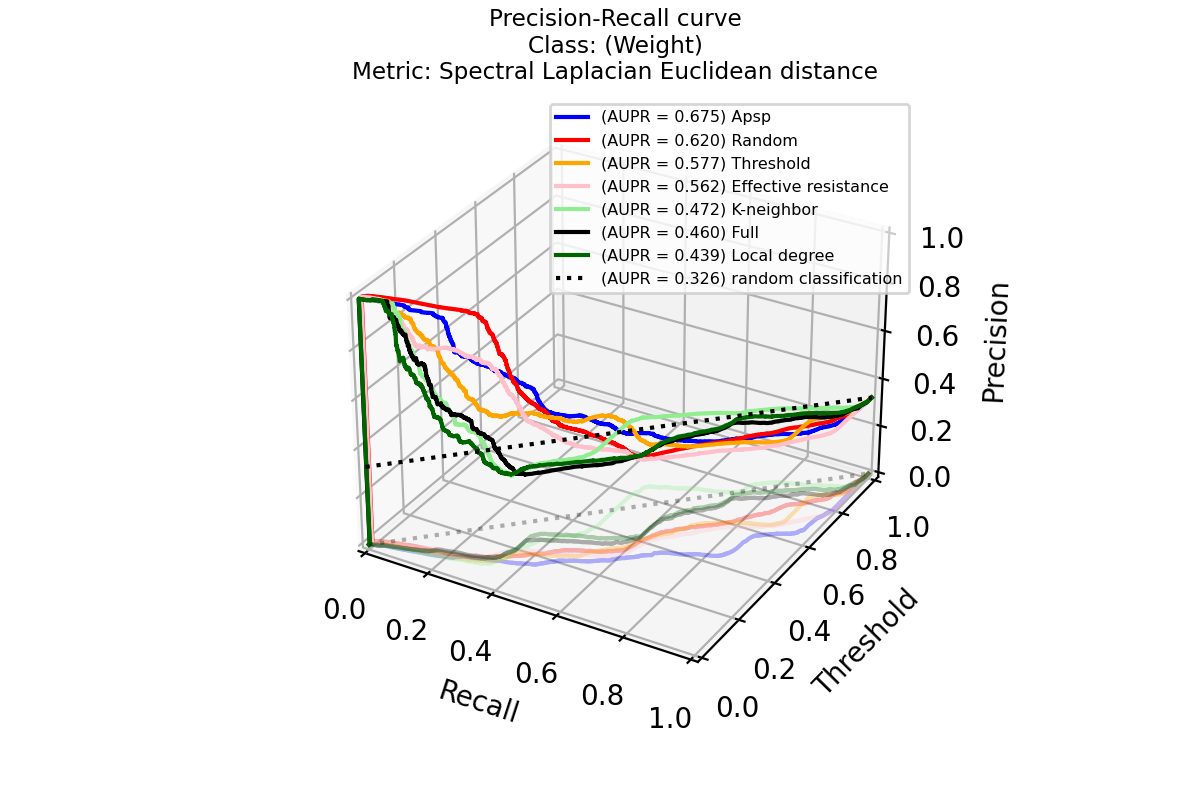 Precision-Recall curve
Class: (Weight)
Metric: Spectral Laplacian Euclidean distance
(AUPR = 0.675) Apsp
(AUPR = 0.620) Random
(AUPR = 0.577) Threshold
(AUPR = 0.562) Effective resistance
(AUPR = 0.472) K-neighbor
(AUPR = 0.460) Full
(AUPR = 0.439) Local degree
(AUPR = 0.326) random classification
1.0
0.8
0.6
0.4
0.2
0.0
Precision
1.0
0.8
0.6
0.4
0.2
0.0
Threshold
0.0
0.2
0.4
0.6
0.8
1.0
Recall